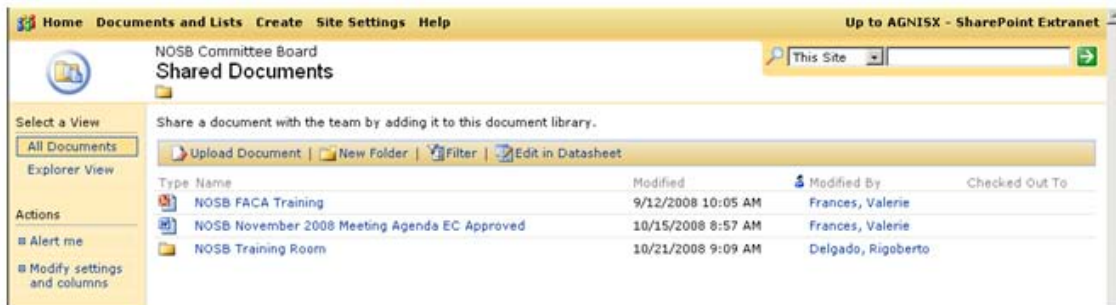 Home Documents and Lists Create Site Settings Help Up to AGNISX - SharePoint Extranet
NOSB Committee Board
Shared Documents
This Site
Select a View
All Documents
Explorer View
Actions
Alert me
Modify settings
and columns
Share a document with the team by adding it to this document library.
Upload Document | New Folder | Filter | Edit in Datasheet
Type Name Modified Modified By Checked Out To
NOSB FACA Training 9/12/2008 10:05 AM Frances, Valerie
NOSB November 2008 Meeting Agenda EC Approved 10/15/2008 8:57 AM Frances, Valerie
NOSB Training Room 10/21/2008 9:09 AM Delgado, Rigoberto